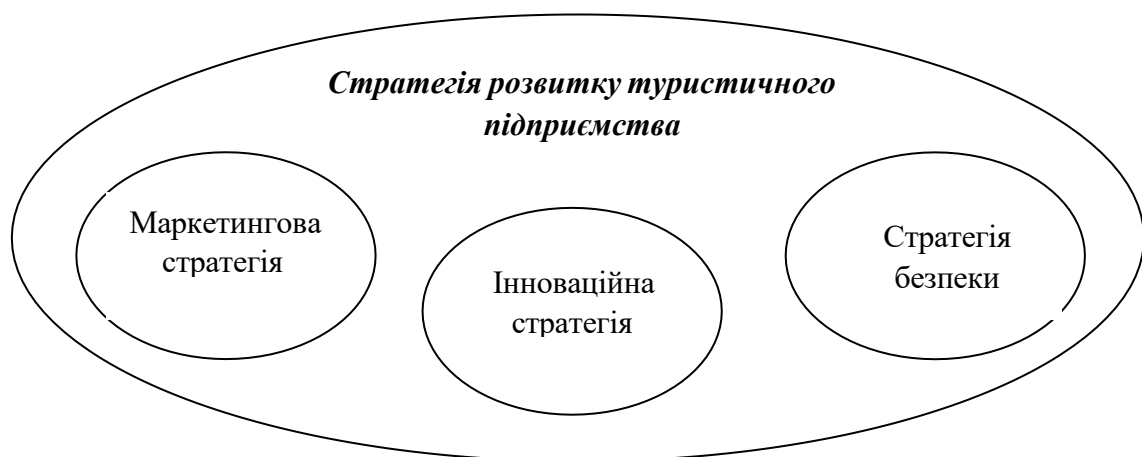 Стратегія розвитку туристичного
підприємства
Маркетингова
стратегія
Інноваційна
стратегія
Стратегія
безпеки